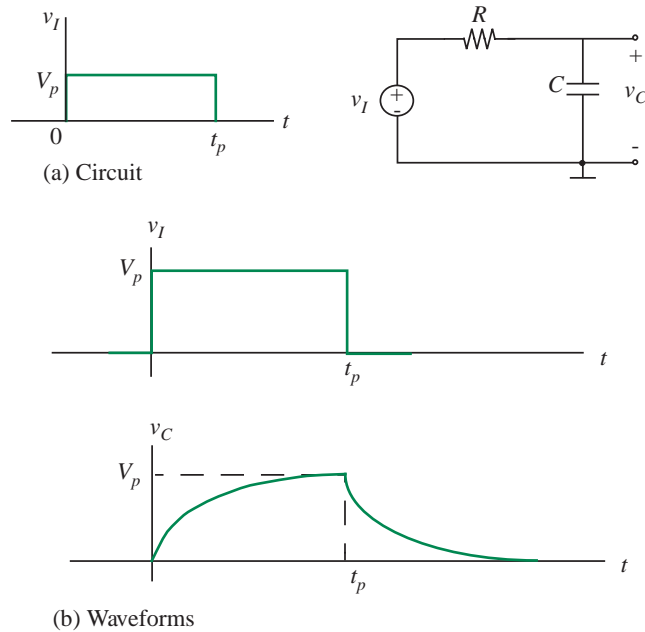 v_I
V_p
0
t_p
t
(a) Circuit
R
v_I
+
-
C
+
v_C
-
v_I
V_p
t_p
t
v_C
V_p
t_p
t
(b) Waveforms